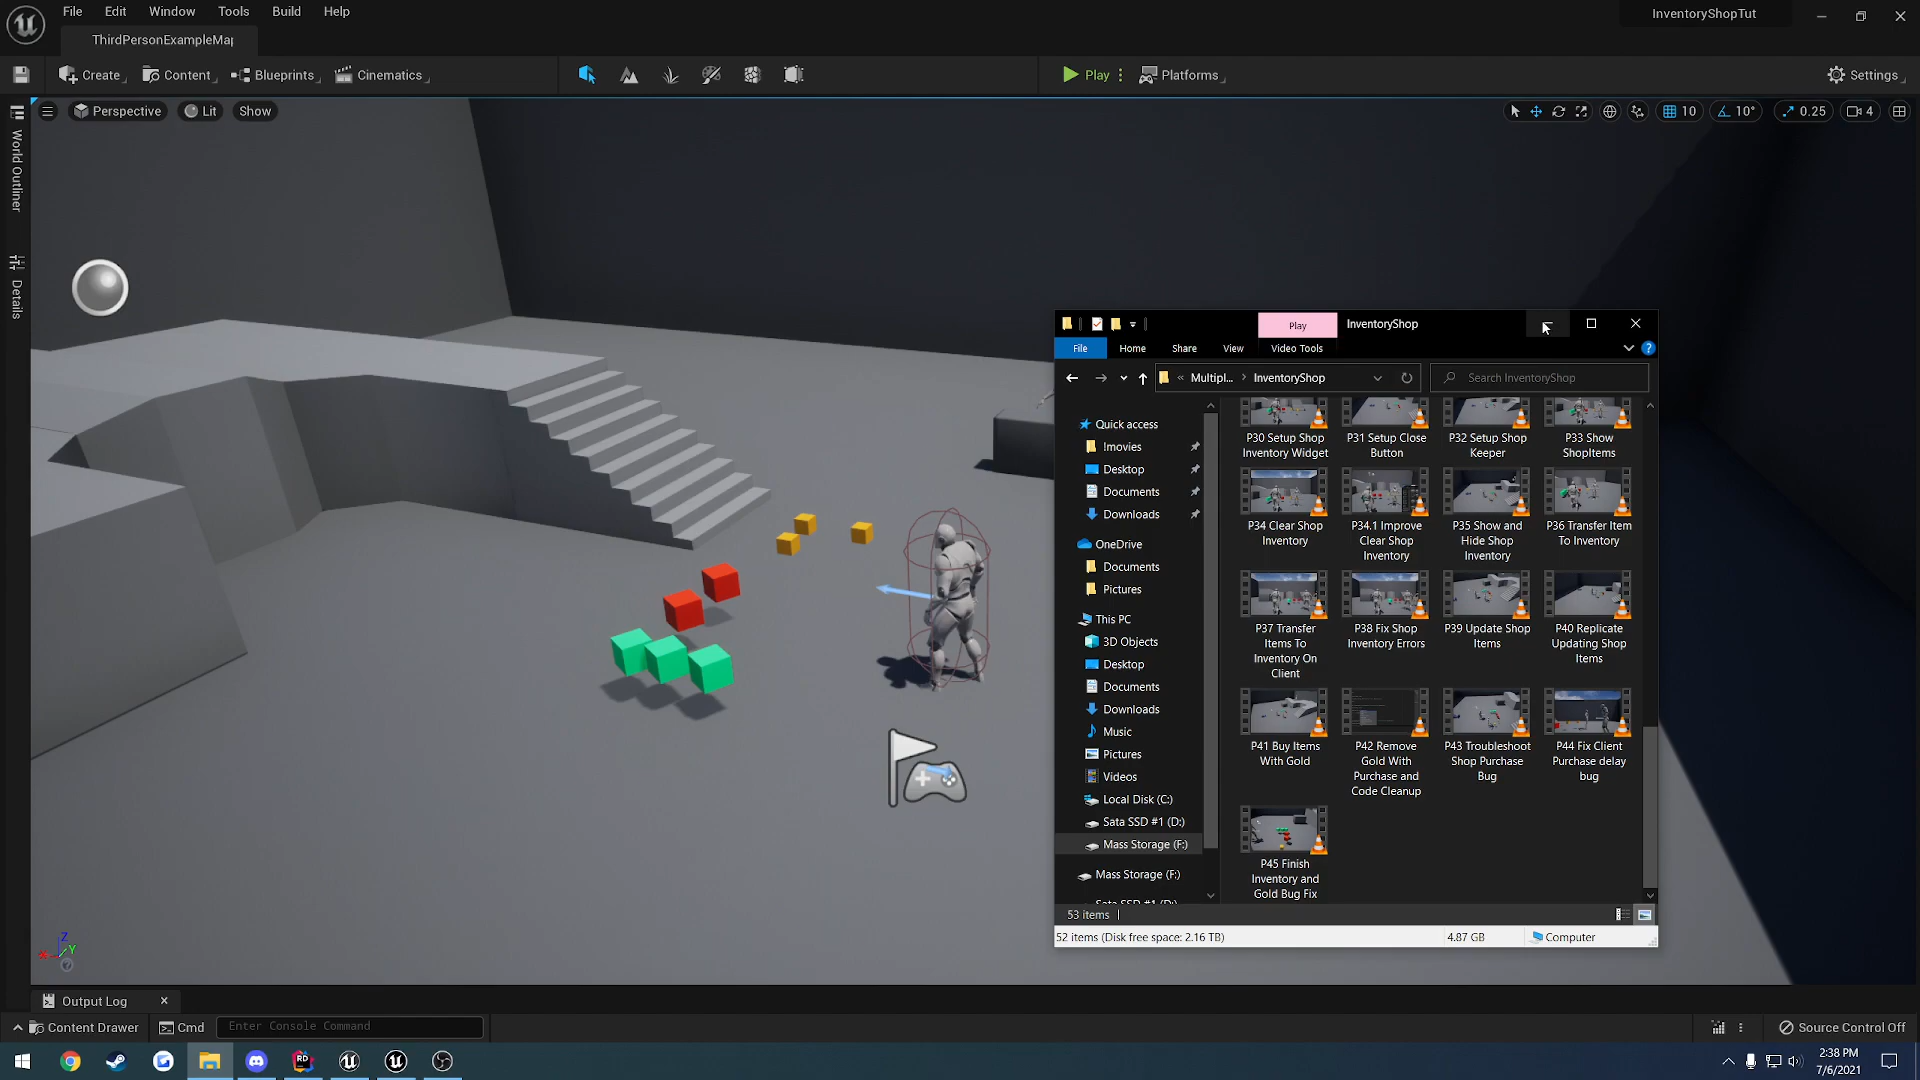 File Edit Window Tools Build Help
InventoryShopTut
ThirdPersonExampleMap
Create Content Blueprints Cinematics
Play Platforms
Settings
Perspective Lit Show
10 10° 0.25 4
World Outliner
Details
Play InventoryShop
File Home Share View Video Tools
« Multipl... > InventoryShop
Search InventoryShop
Quick access
!movies
Desktop
Documents
Downloads
OneDrive
Documents
Pictures
This PC
3D Objects
Desktop
Documents
Downloads
Music
Pictures
Videos
Local Disk (C:)
Sata SSD #1 (D:)
Mass Storage (F:)
Mass Storage (F:)
Sata SSD #1 (D:)
P30 Setup Shop
Inventory Widget
P31 Setup Close
Button
P32 Setup Shop
Keeper
P33 Show
ShopItems
P34 Clear Shop
Inventory
P34.1 Improve
Clear Shop
Inventory
P35 Show and
Hide Shop
Inventory
P36 Transfer Item
To Inventory
P37 Transfer
Items To
Inventory On
Client
P38 Fix Shop
Inventory Errors
P39 Update Shop
Items
P40 Replicate
Updating Shop
Items
P41 Buy Items
With Gold
P42 Remove
Gold With
Purchase and
Code Cleanup
P43 Troubleshoot
Shop Purchase
Bug
P44 Fix Client
Purchase delay
bug
P45 Finish
Inventory and
Gold Bug Fix
53 items
52 items (Disk free space: 2.16 TB)
4.87 GB
Computer
Z
Y
X
Output Log
Content Drawer Cmd Enter Console Command
Source Control Off
2:38 PM
7/6/2021